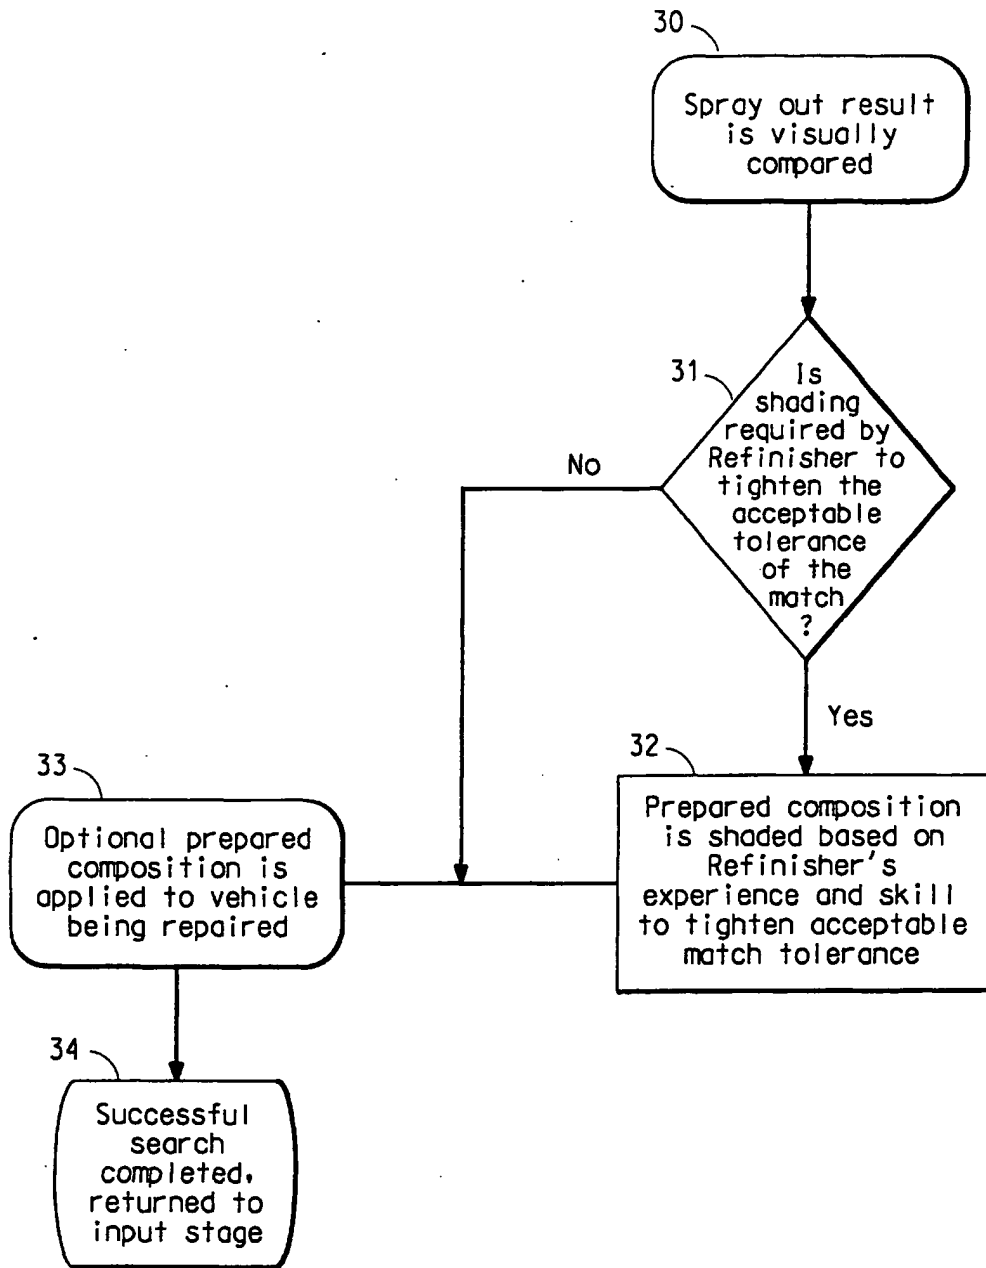 30
Spray out result
is visually
compared
31
Is
shading
required by
Refinisher to
tighten the
acceptable
tolerance
of the
match
?
No
Yes
32
Prepared composition
is shaded based on
Refinisher's
experience and skill
to tighten acceptable
match tolerance
33
Optional prepared
composition is
applied to vehicle
being repaired
34
Successful
search
completed,
returned to
input stage